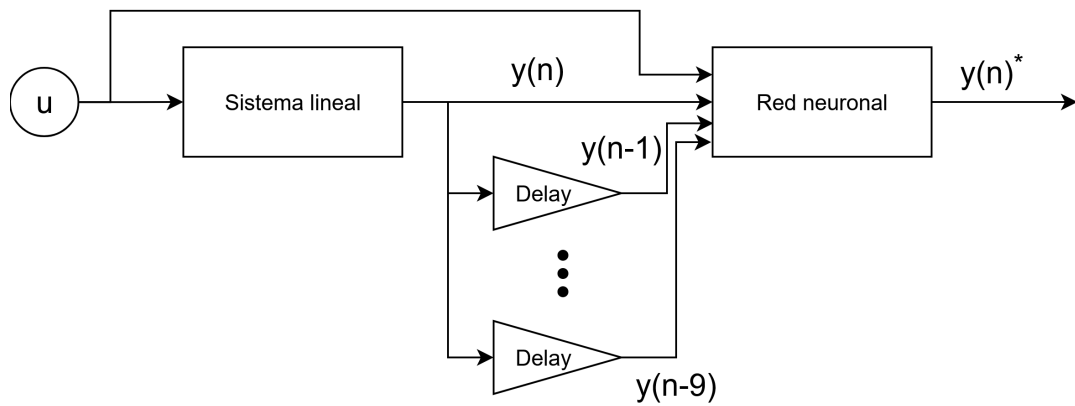 u
Sistema lineal
y(n)
Red neuronal
y(n)*
y(n-1)
Delay
Delay
y(n-9)